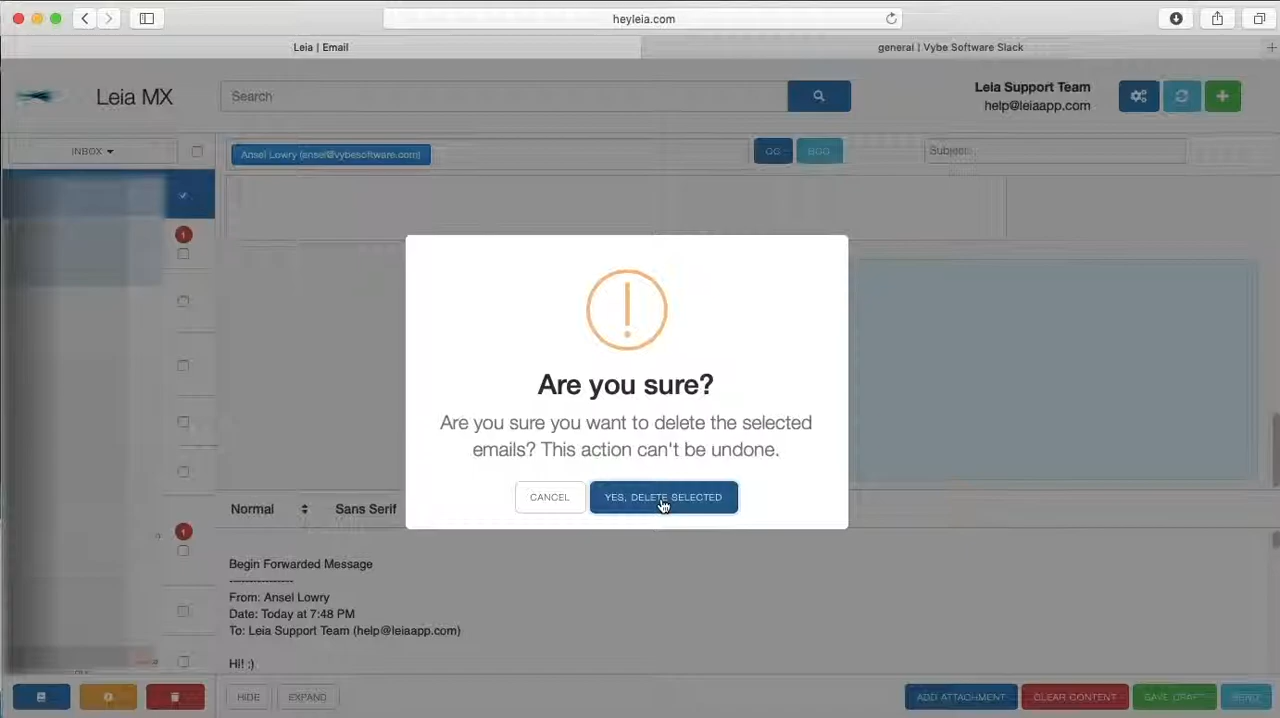 heyleia.com
Leia | Email
general | Vybe Software Slack
Leia MX
Search
Leia Support Team
help@leiaapp.com
INBOX
Ansel Lowry (ansel@vybesoftware.com)
CC
BCC
Subject...
1
Are you sure?
Are you sure you want to delete the selected
emails? This action can't be undone.
CANCEL
YES, DELETE SELECTED
Normal
Sans Serif
1
Begin Forwarded Message
----------------
From: Ansel Lowry
Date: Today at 7:48 PM
To: Leia Support Team (help@leiaapp.com)
Hi! :)
HIDE
EXPAND
ADD ATTACHMENT
CLEAR CONTENT
SAVE DRAFT
SEND